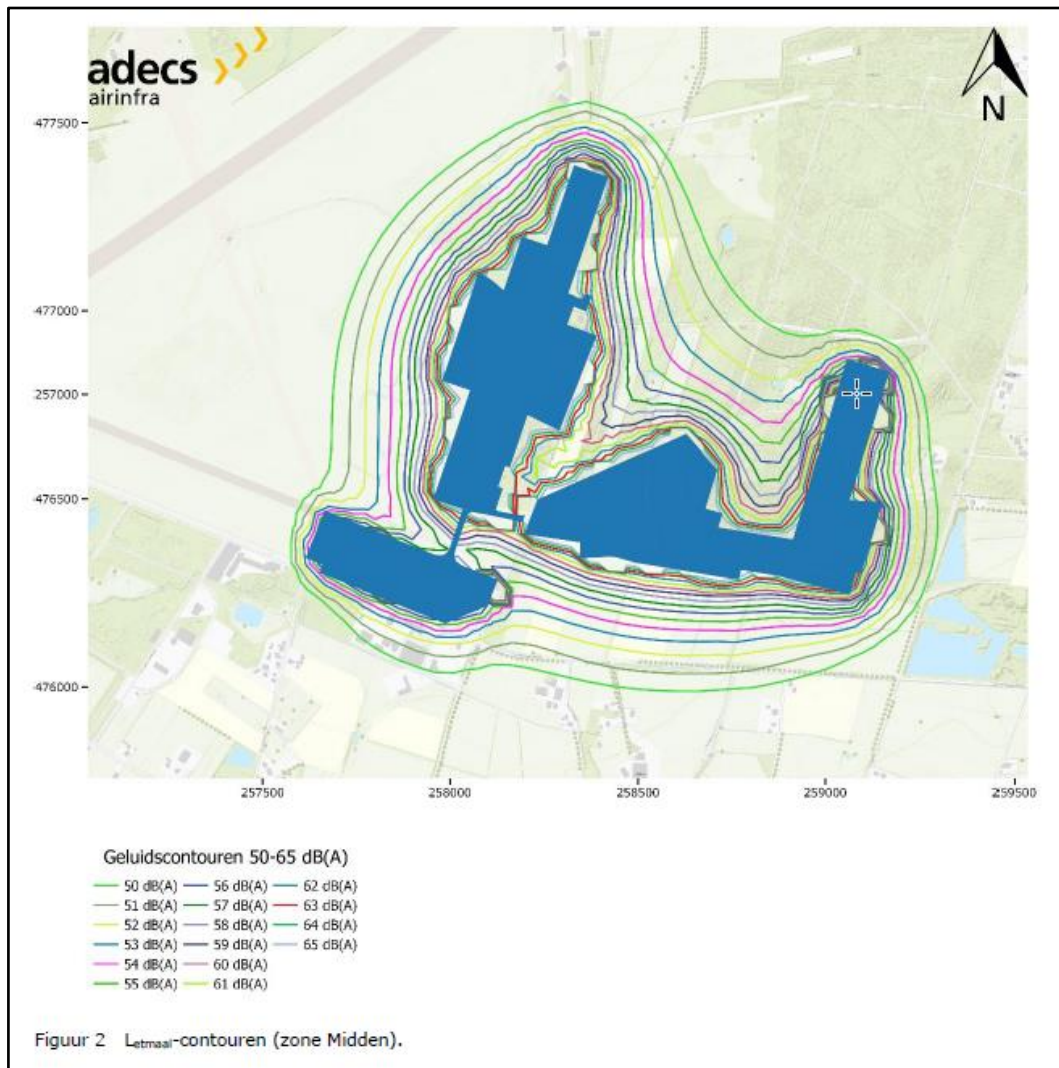 adecs
airinfra
N
-477500
-477000
-257000
-476500
-476000
257500 258000 258500 259000 259500
Geluidscontouren 50-65 dB(A)
50 dB(A) 56 dB(A) 62 dB(A)
51 dB(A) 57 dB(A) 63 dB(A)
52 dB(A) 58 dB(A) 64 dB(A)
53 dB(A) 59 dB(A) 65 dB(A)
54 dB(A) 60 dB(A)
55 dB(A) 61 dB(A)
Figuur 2 Letmaal-contouren (zone Midden).